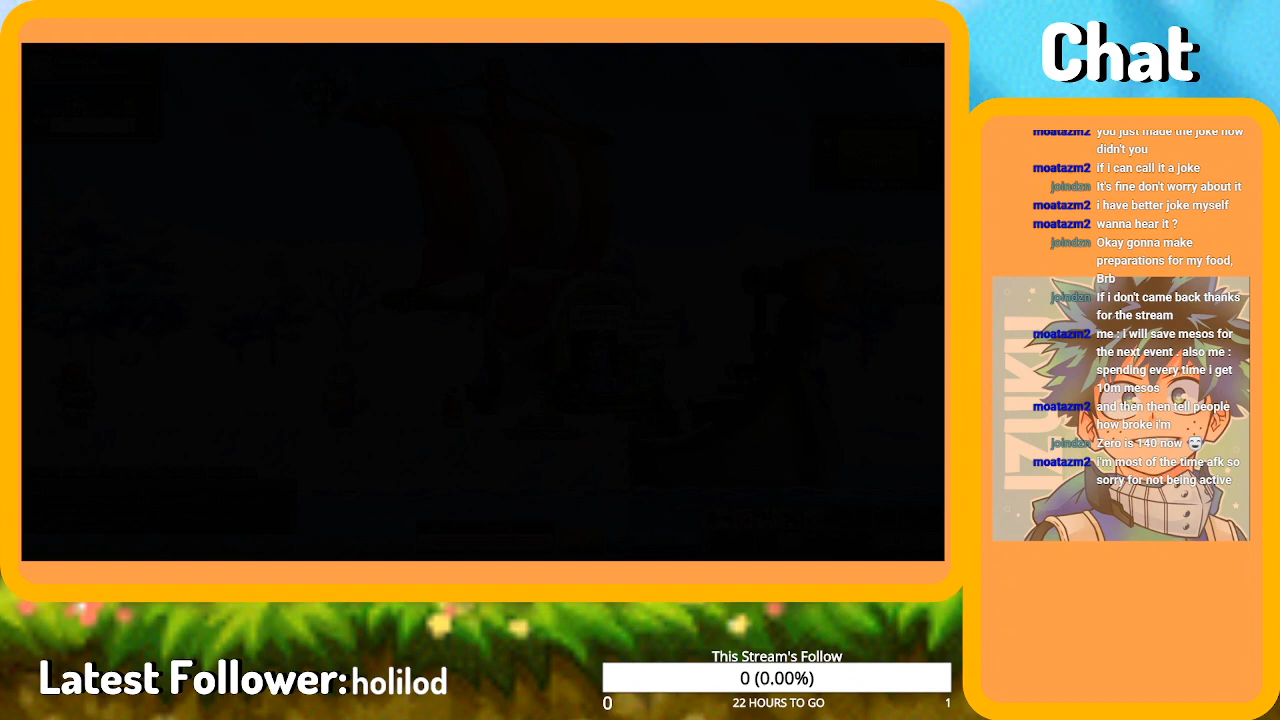 Chat
moatazm2 you just made the joke now
didn't you
moatazm2 if i can call it a joke
joindzn It's fine don't worry about it
moatazm2 i have better joke myself
moatazm2 wanna hear it ?
joindzn Okay gonna make
preparations for my food,
Brb
joindzn If i don't came back thanks
for the stream
moatazm2 me : i will save mesos for
the next event . also me :
spending every time i get
10m mesos
moatazm2 and then then tell people
how broke i'm
joindzn Zero is 140 now
moatazm2 i'm most of the time afk so
sorry for not being active
IZUKU
Latest Follower: holilod
This Stream's Follow
0 (0.00%)
0 22 HOURS TO GO 1